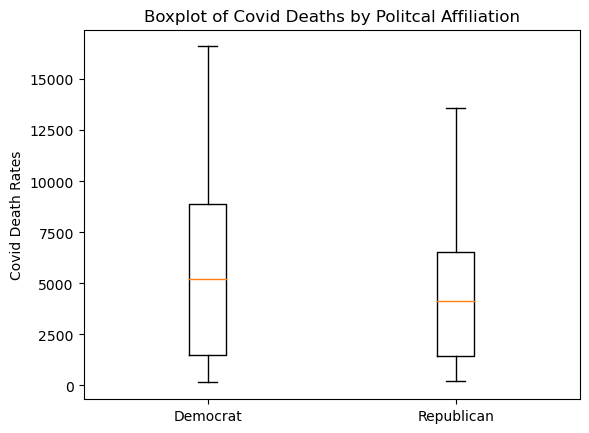 Boxplot of Covid Deaths by Politcal Affiliation
Covid Death Rates
15000
12500
10000
7500
5000
2500
0
Democrat
Republican